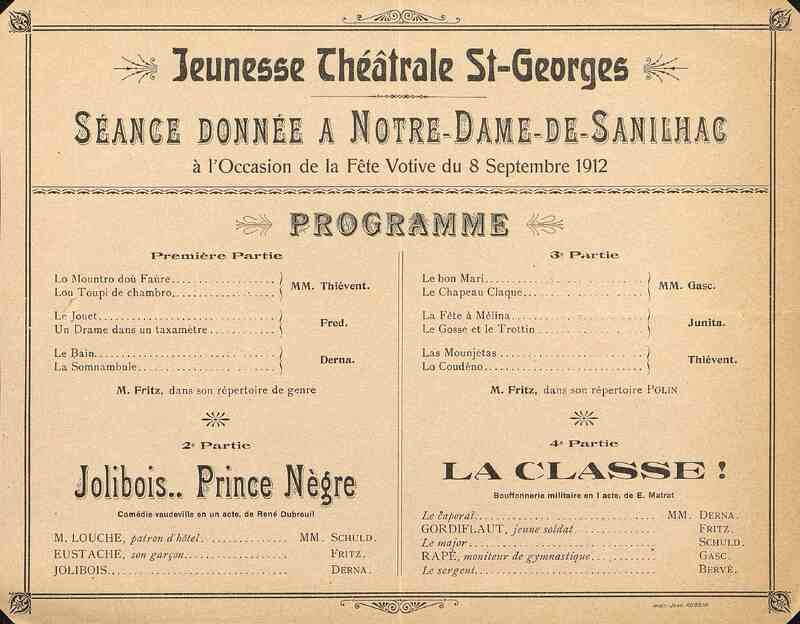 Jeunesse Théâtrale St-Georges
SÉANCE DONNÉE A NOTRE-DAME-DE-SANILHAC
à l'Occasion de la Fête Votive du 8 Septembre 1912
PROGRAMME
Première Partie
Lo Mountro doù Faûre
Lou Toupi de chambro
MM. Thiévent.
Le Jouet
Un Drame dans un taxamètre
Fred.
Le Bain
La Somnambule
Derna.
M. Fritz, dans son répertoire de genre
2e Partie
Jolibois.. Prince Nègre
Comédie-vaudeville en un acte, de René Dubreuil
M. LOUCHE, patron d'hôtel MM. SCHULD.
EUSTACHE, son garçon FRITZ.
JOLIBOIS DERNA.
3e Partie
Le bon Mari
Le Chapeau Claque
MM. Gasc.
La Fête à Mélina
Le Gosse et le Trottin
Junita.
Las Mounjétas
Lo Coudéno
Thiévent.
M. Fritz, dans son répertoire POLIN
4e Partie
LA CLASSE !
Bouffonnerie militaire en 1 acte, de E. Matrat
Le caporal MM. DERNA.
GORDIFLAUT, jeune soldat FRITZ.
Le major SCHULD.
RAPÉ, moniteur de gymnastique GASC.
Le sergent BERVÉ.